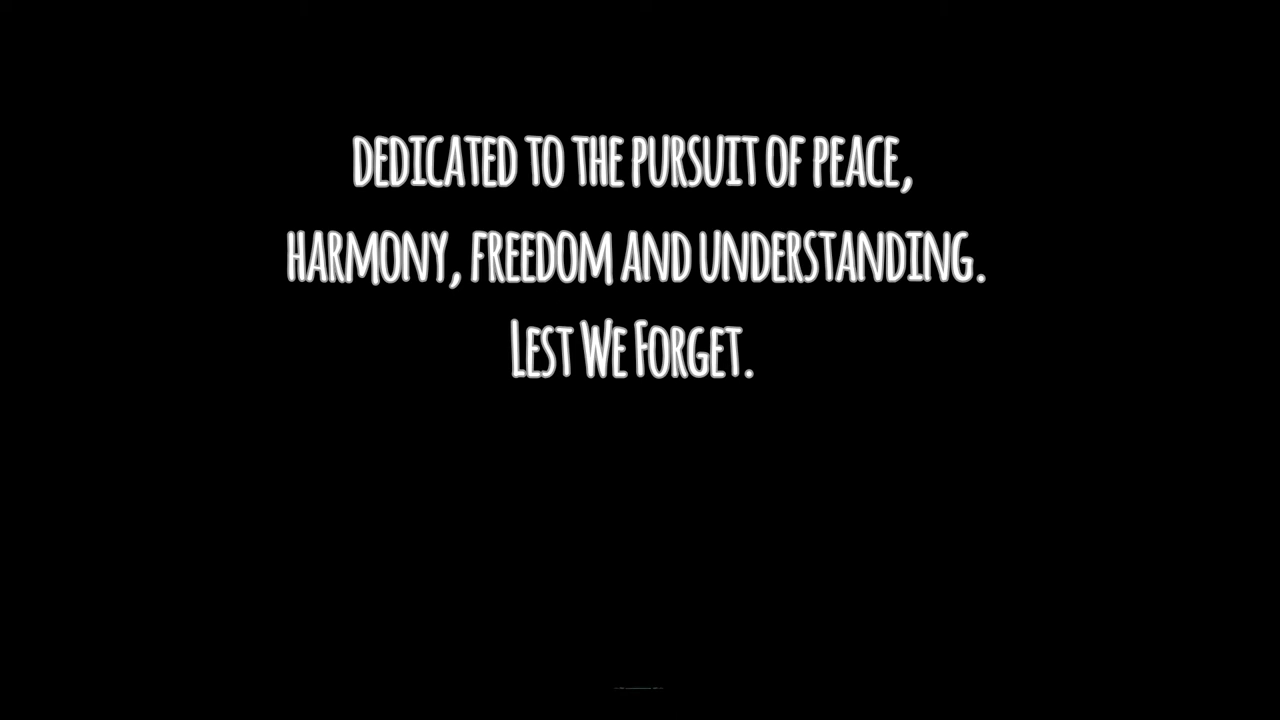 DEDICATED TO THE PURSUIT OF PEACE,
HARMONY, FREEDOM AND UNDERSTANDING.
LEST WE FORGET.